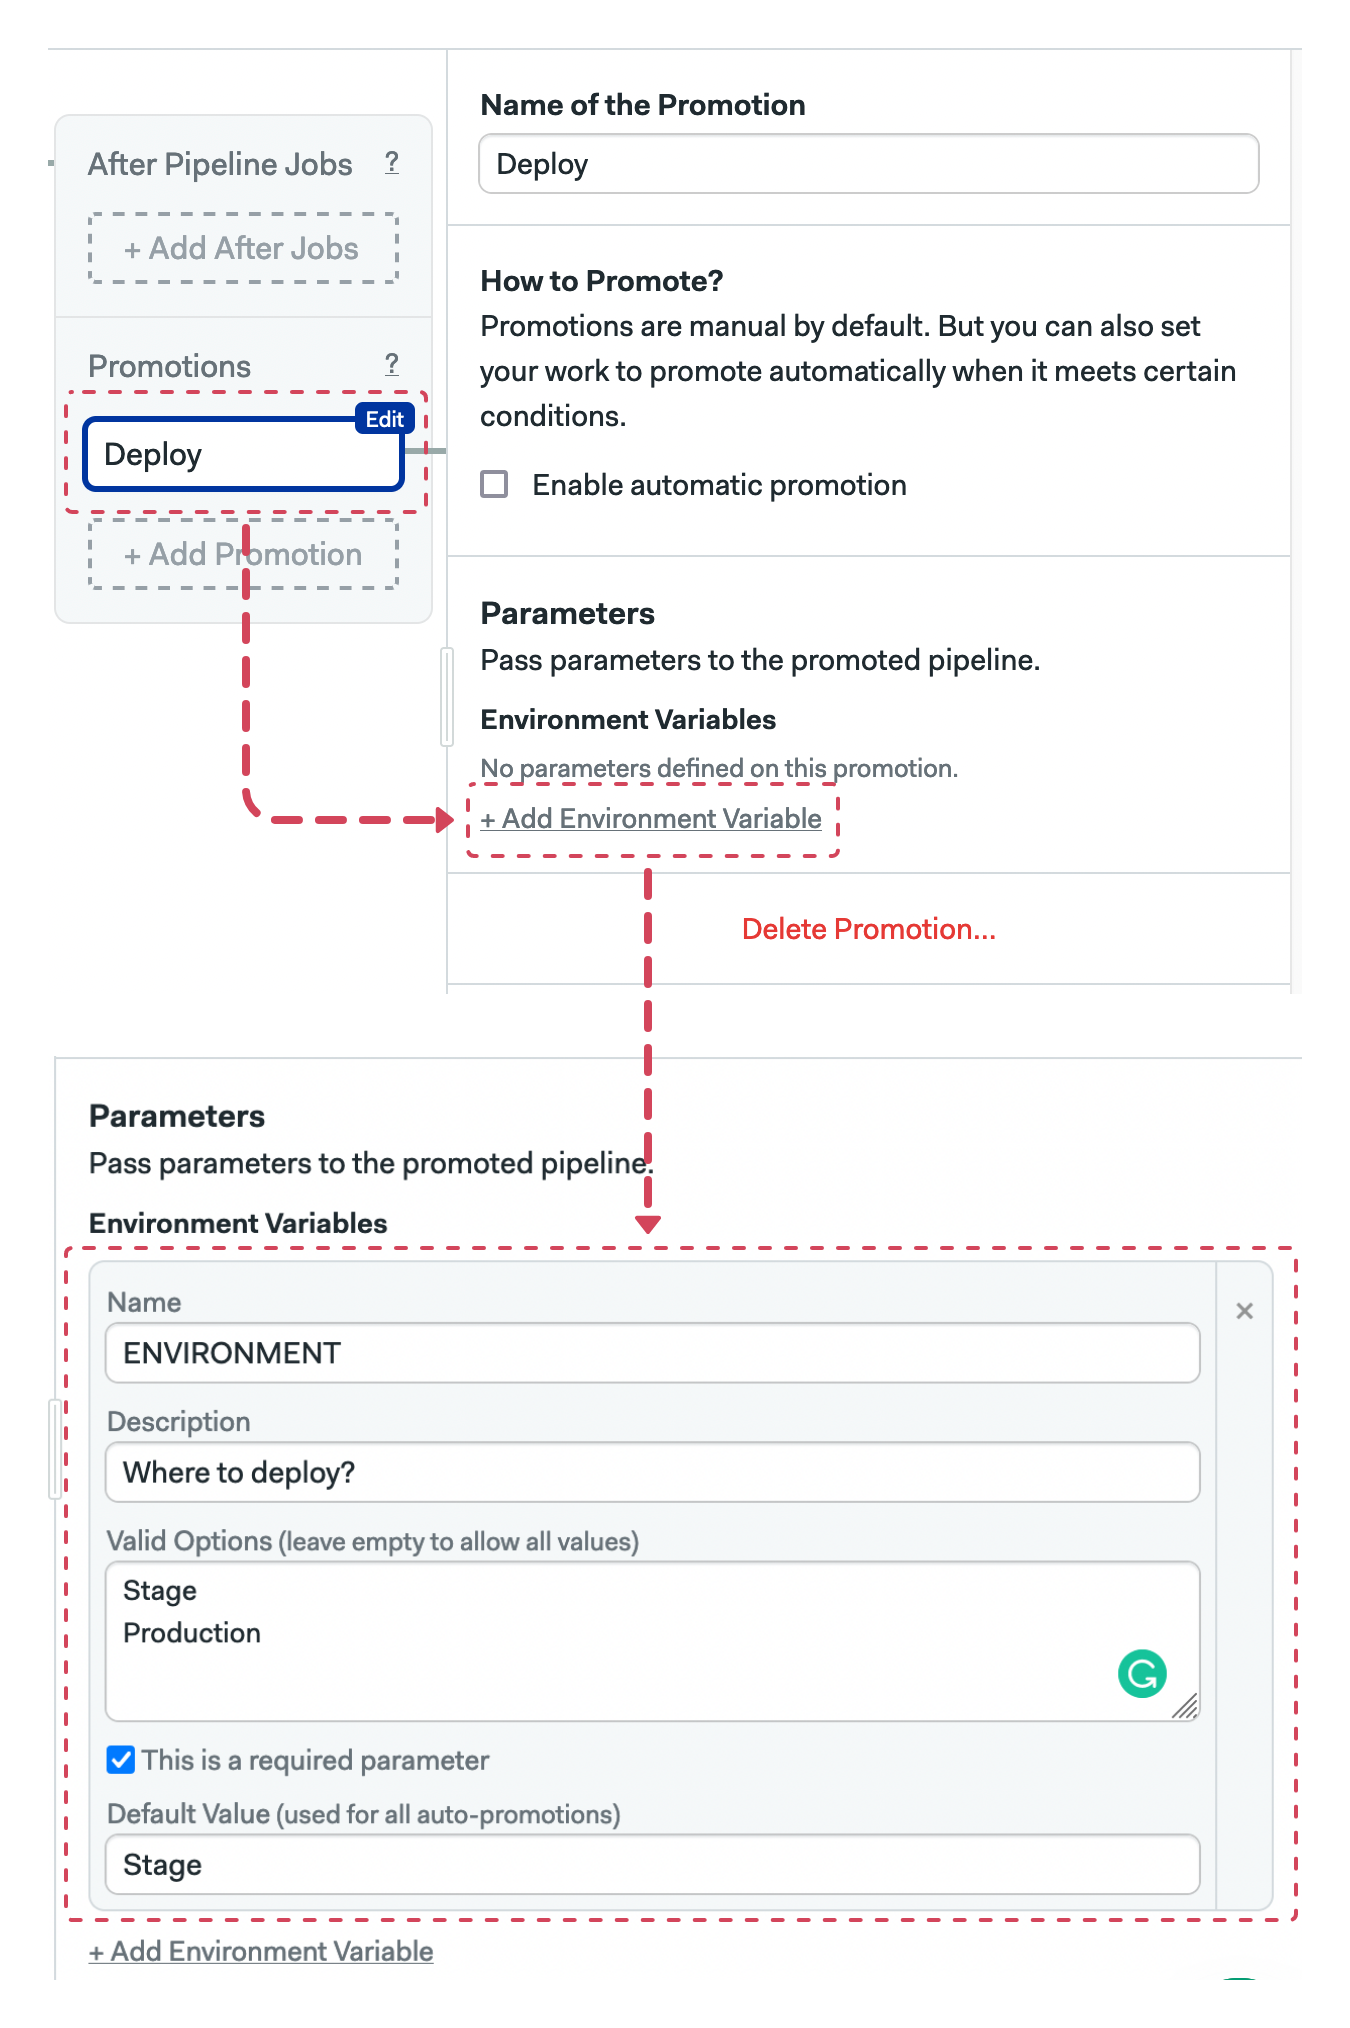 After Pipeline Jobs ?
+ Add After Jobs
Promotions ?
Edit
Deploy
+ Add Promotion
Name of the Promotion
Deploy
How to Promote?
Promotions are manual by default. But you can also set
your work to promote automatically when it meets certain
conditions.
Enable automatic promotion
Parameters
Pass parameters to the promoted pipeline.
Environment Variables
No parameters defined on this promotion.
+ Add Environment Variable
Delete Promotion...
Parameters
Pass parameters to the promoted pipeline.
Environment Variables
Name
ENVIRONMENT
Description
Where to deploy?
Valid Options (leave empty to allow all values)
Stage
Production
This is a required parameter
Default Value (used for all auto-promotions)
Stage
+ Add Environment Variable